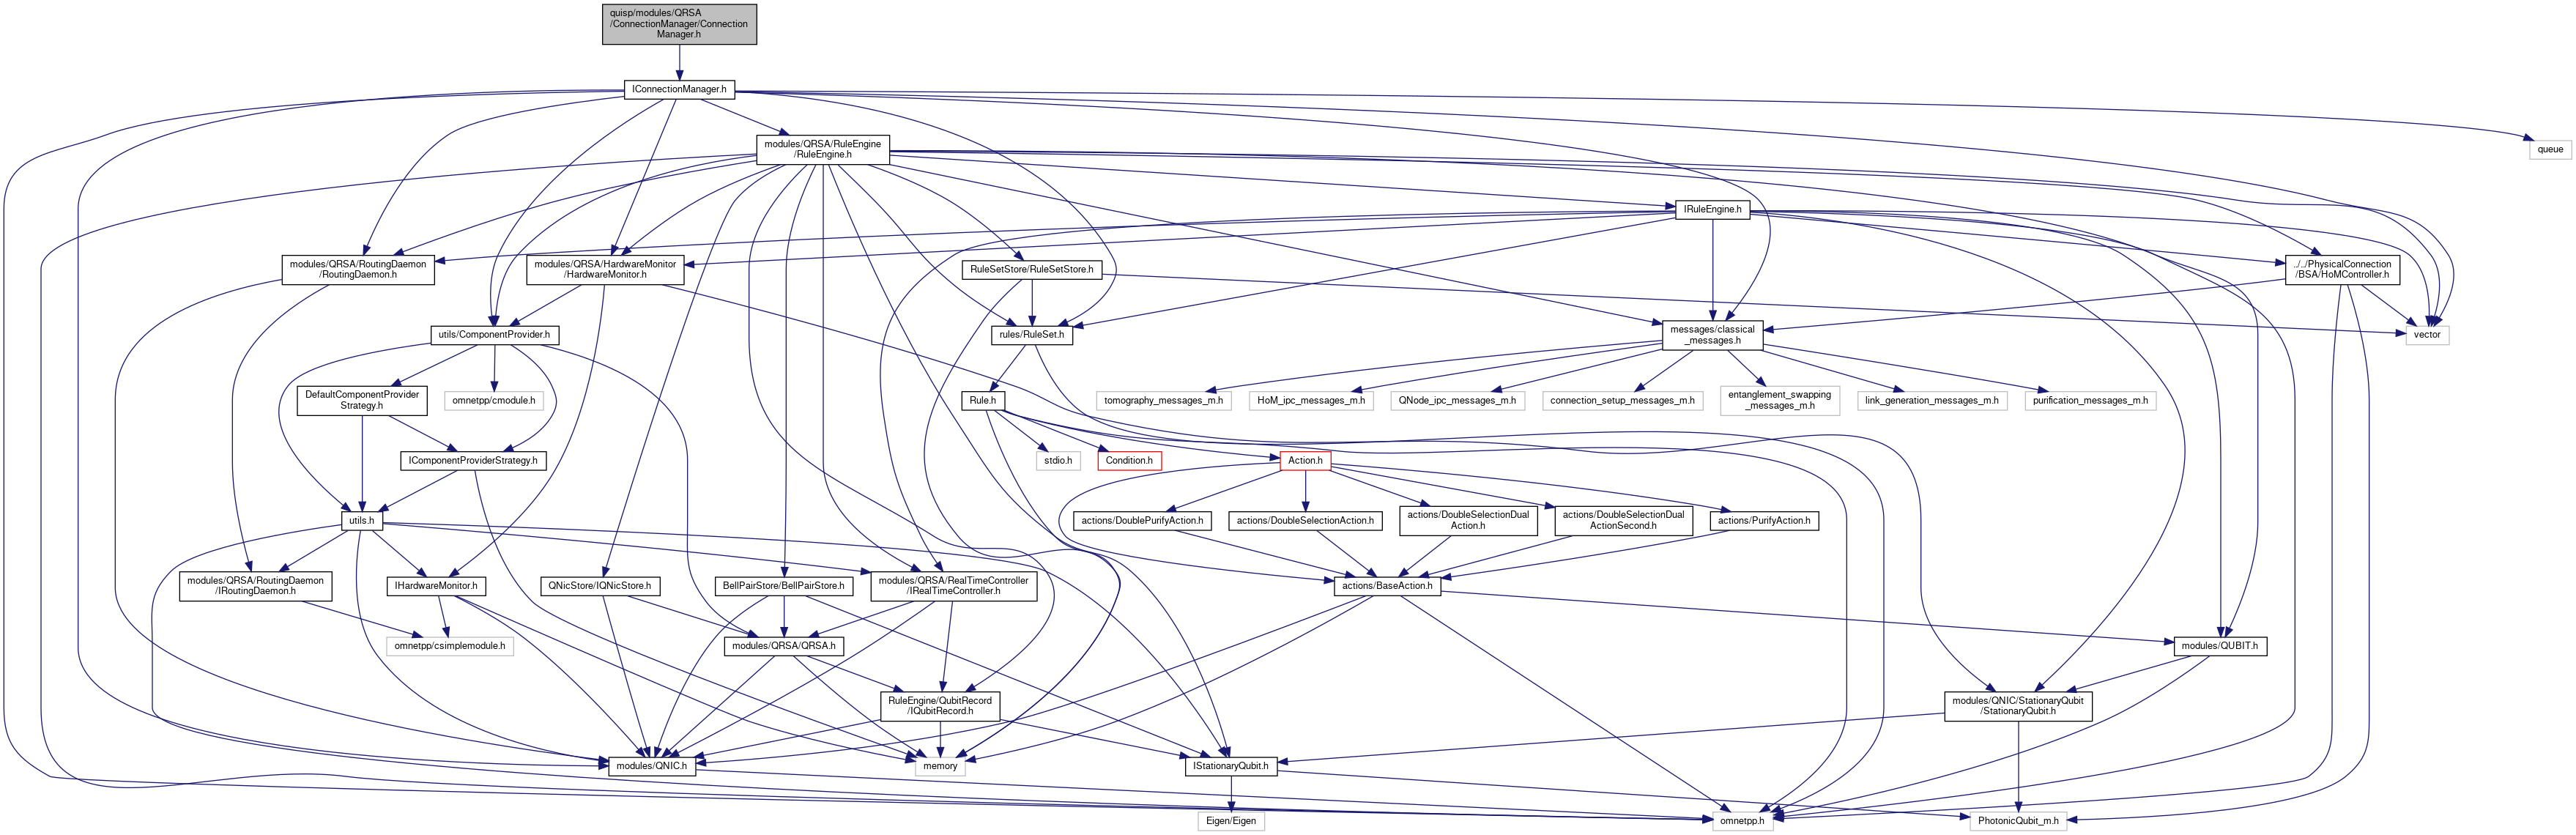 quisp/modules/QRSA
/ConnectionManager/Connection
Manager.h
IConnectionManager.h
modules/QRSA/RuleEngine
/RuleEngine.h
queue
IRuleEngine.h
modules/QRSA/RoutingDaemon
/RoutingDaemon.h
modules/QRSA/HardwareMonitor
/HardwareMonitor.h
RuleSetStore/RuleSetStore.h
../../PhysicalConnection
/BSA/HoMController.h
utils/ComponentProvider.h
rules/RuleSet.h
messages/classical
_messages.h
vector
DefaultComponentProvider
Strategy.h
omnetpp/cmodule.h
Rule.h
tomography_messages_m.h
HoM_ipc_messages_m.h
QNode_ipc_messages_m.h
connection_setup_messages_m.h
entanglement_swapping
_messages_m.h
link_generation_messages_m.h
purification_messages_m.h
IComponentProviderStrategy.h
stdio.h
Condition.h
Action.h
utils.h
actions/DoublePurifyAction.h
actions/DoubleSelectionAction.h
actions/DoubleSelectionDual
Action.h
actions/DoubleSelectionDual
ActionSecond.h
actions/PurifyAction.h
modules/QRSA/RoutingDaemon
/IRoutingDaemon.h
IHardwareMonitor.h
QNicStore/IQNicStore.h
BellPairStore/BellPairStore.h
modules/QRSA/RealTimeController
/IRealTimeController.h
actions/BaseAction.h
omnetpp/csimplemodule.h
modules/QRSA/QRSA.h
modules/QUBIT.h
RuleEngine/QubitRecord
/IQubitRecord.h
modules/QNIC/StationaryQubit
/StationaryQubit.h
modules/QNIC.h
memory
IStationaryQubit.h
Eigen/Eigen
omnetpp.h
PhotonicQubit_m.h